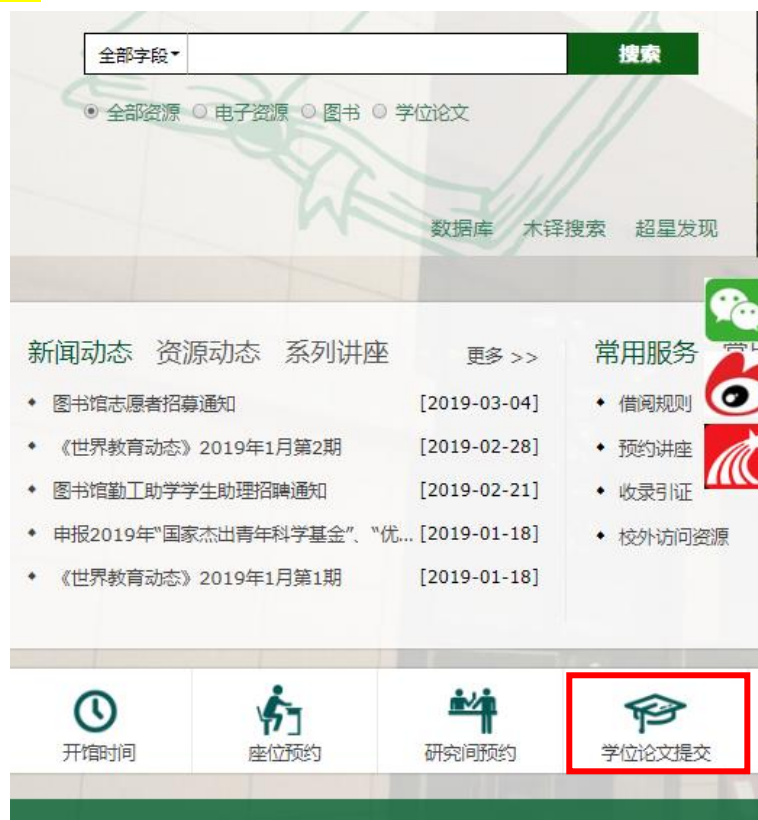 全部字段 搜索
全部资源 电子资源 图书 学位论文
数据库 木铎搜索 超星发现
新闻动态 资源动态 系列讲座 更多 >> 常用服务
图书馆志愿者招募通知 [2019-03-04] 借阅规则
《世界教育动态》2019年1月第2期 [2019-02-28] 预约讲座
图书馆勤工助学学生助理招聘通知 [2019-02-21] 收录引证
申报2019年“国家杰出青年科学基金”、“优... [2019-01-18] 校外访问资源
《世界教育动态》2019年1月第1期 [2019-01-18]
开馆时间 座位预约 研究间预约 学位论文提交